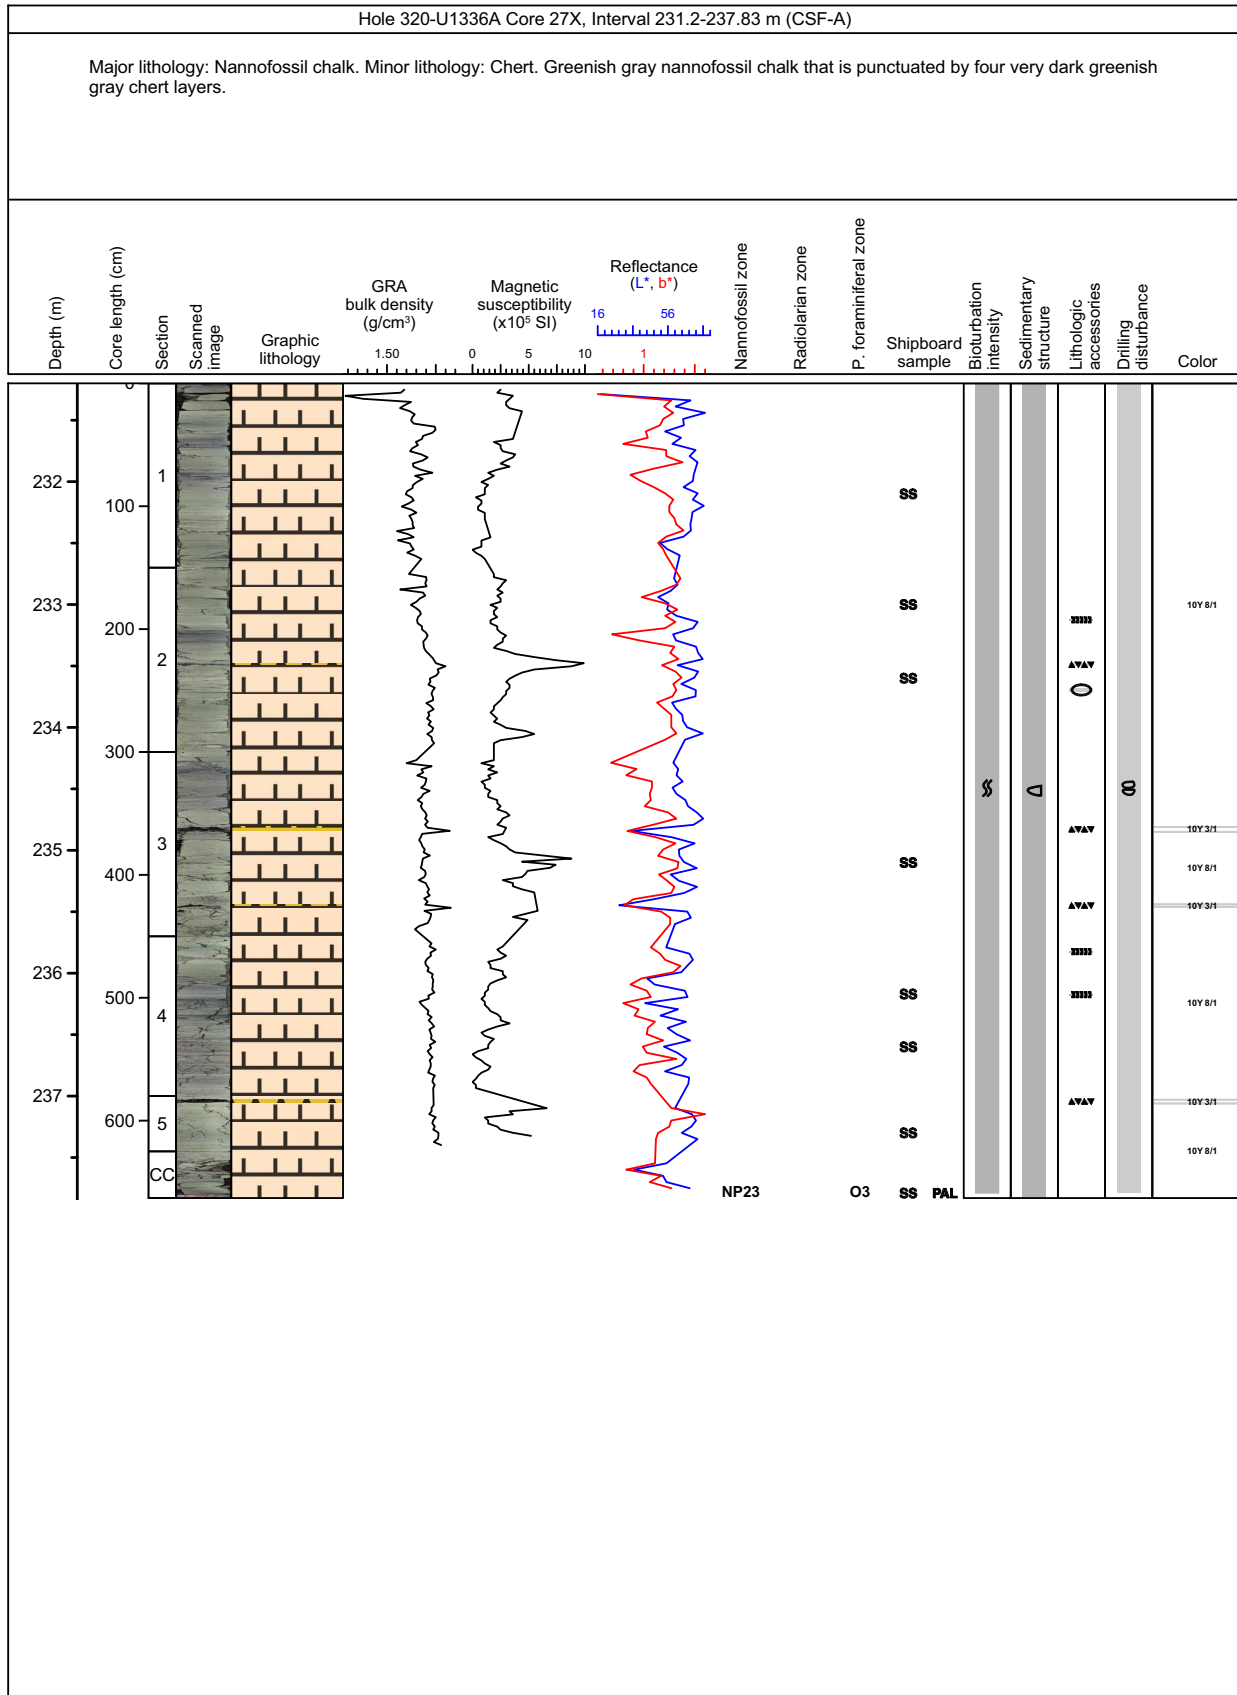 Hole 320-U1336A Core 27X, Interval 231.2-237.83 m (CSF-A)
Major lithology: Nannofossil chalk. Minor lithology: Chert. Greenish gray nannofossil chalk that is punctuated by four very dark greenish
gray chert layers.
Depth (m)
Core length (cm)
Section
Scanned
image
Graphic
lithology
GRA
bulk density
(g/cm³)
1.50
Magnetic
susceptibility
(x10⁵ SI)
0 5 10
Reflectance
(L*, b*)
16 56
1
Nannofossil zone
Radiolarian zone
P. foraminiferal zone
Shipboard
sample
Bioturbation
intensity
Sedimentary
structure
Lithologic
accessories
Drilling
disturbance
Color
0
1
232
100
SS
233
SS
10Y 8/1
200
2
SS
234
300
3
10Y 3/1
235
SS
10Y 8/1
400
10Y 3/1
236
SS
500
10Y 8/1
4
SS
237
10Y 3/1
600
5
SS
10Y 8/1
CC
NP23
O3
SS PAL